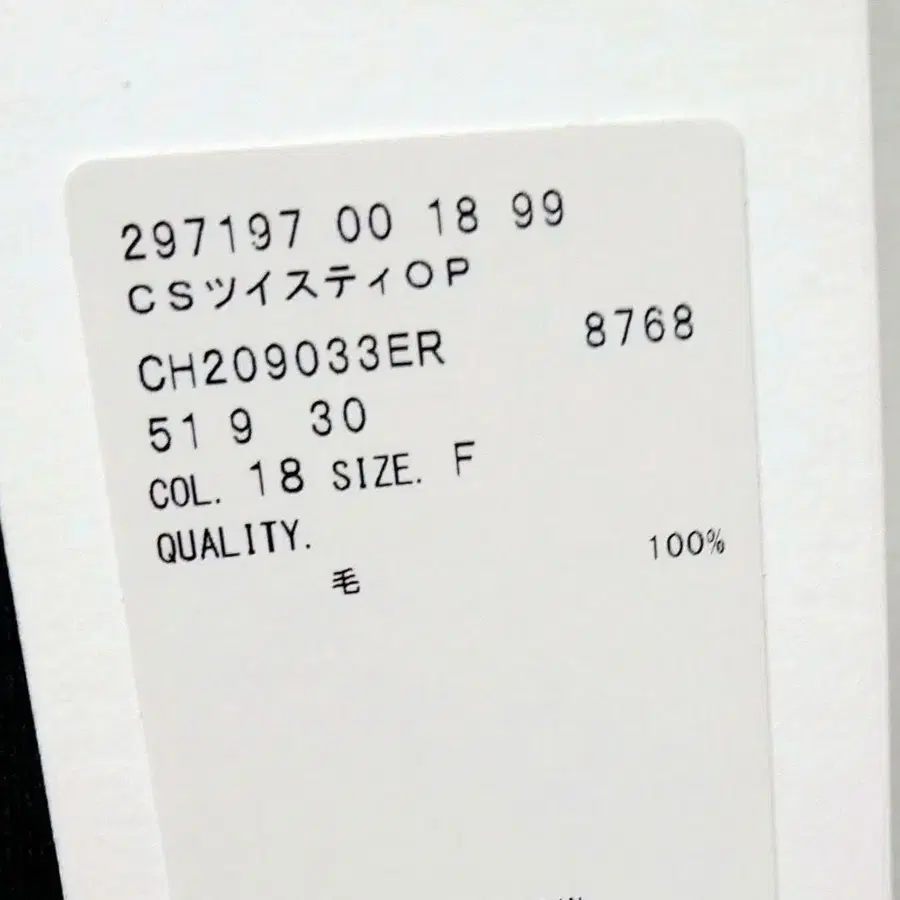 297197 00 18 99
CSツイスティOP
CH209033ER 8768
51 9 30
COL. 18 SIZE. F
QUALITY.
毛 100%